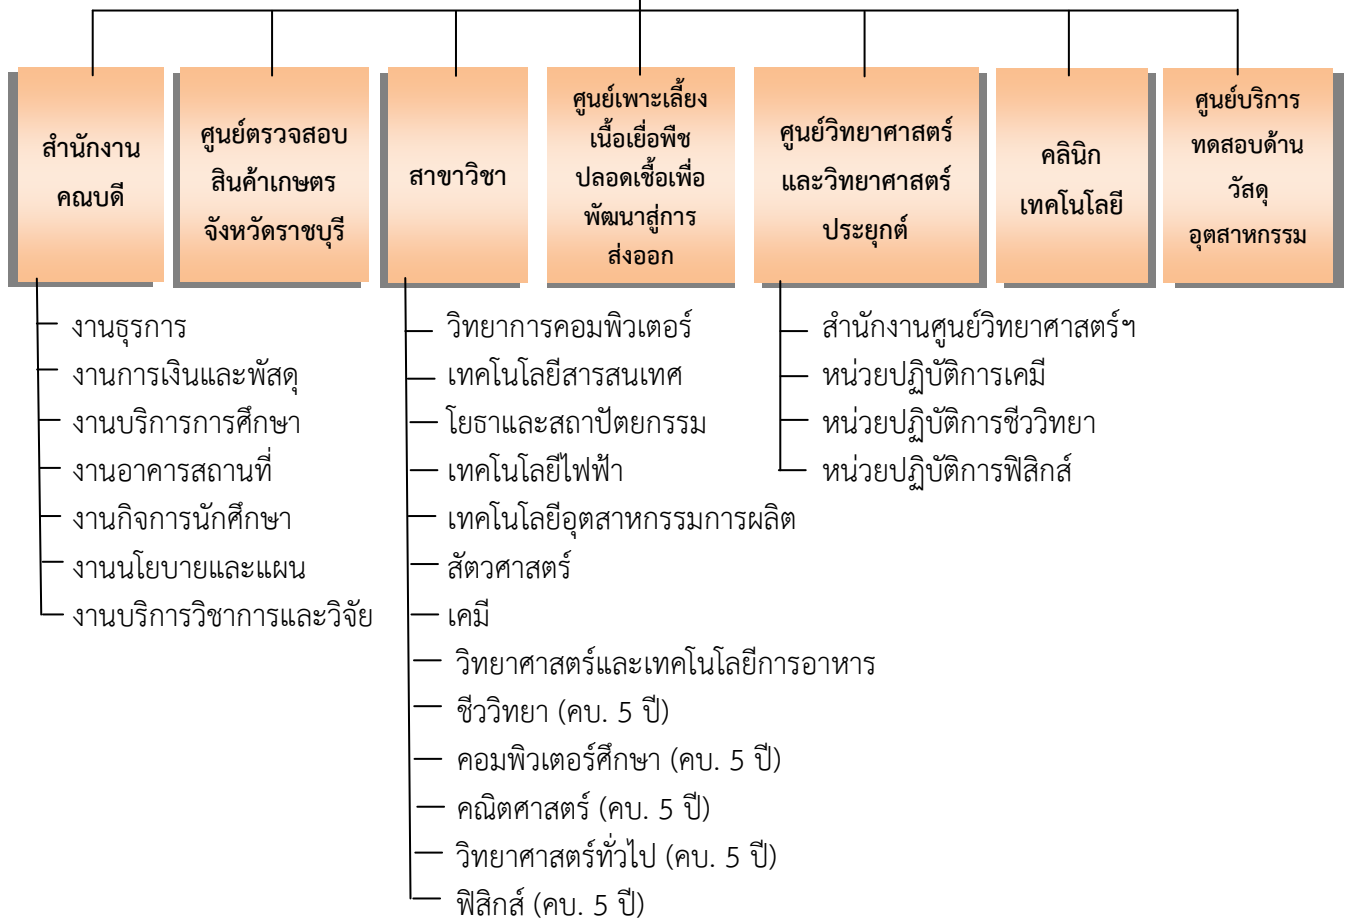 สำนักงาน
คณบดี
ศูนย์ตรวจสอบ
สินค้าเกษตร
จังหวัดราชบุรี
สาขาวิชา
ศูนย์เพาะเลี้ยง
เนื้อเยื่อพืช
ปลอดเชื้อเพื่อ
พัฒนาสู่การ
ส่งออก
ศูนย์วิทยาศาสตร์
และวิทยาศาสตร์
ประยุกต์
คลินิก
เทคโนโลยี
ศูนย์บริการ
ทดสอบด้าน
วัสดุ
อุตสาหกรรม
งานธุรการ
งานการเงินและพัสดุ
งานบริการการศึกษา
งานอาคารสถานที่
งานกิจการนักศึกษา
งานนโยบายและแผน
งานบริการวิชาการและวิจัย
วิทยาการคอมพิวเตอร์
เทคโนโลยีสารสนเทศ
โยธาและสถาปัตยกรรม
เทคโนโลยีไฟฟ้า
เทคโนโลยีอุตสาหกรรมการผลิต
สัตวศาสตร์
เคมี
วิทยาศาสตร์และเทคโนโลยีการอาหาร
ชีววิทยา (คบ. 5 ปี)
คอมพิวเตอร์ศึกษา (คบ. 5 ปี)
คณิตศาสตร์ (คบ. 5 ปี)
วิทยาศาสตร์ทั่วไป (คบ. 5 ปี)
ฟิสิกส์ (คบ. 5 ปี)
สำนักงานศูนย์วิทยาศาสตร์ฯ
หน่วยปฏิบัติการเคมี
หน่วยปฏิบัติการชีววิทยา
หน่วยปฏิบัติการฟิสิกส์